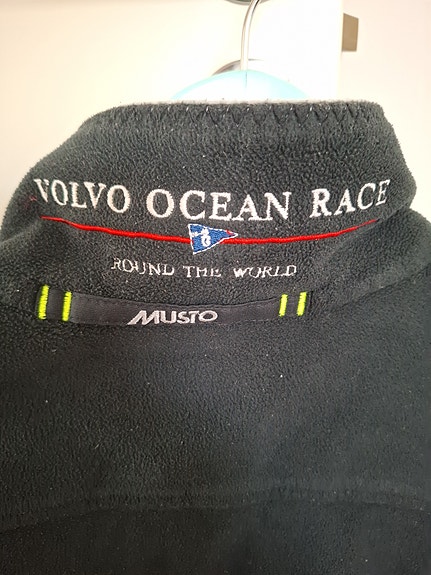 VOLVO OCEAN RACE
ROUND THE WORLD
MUSTO